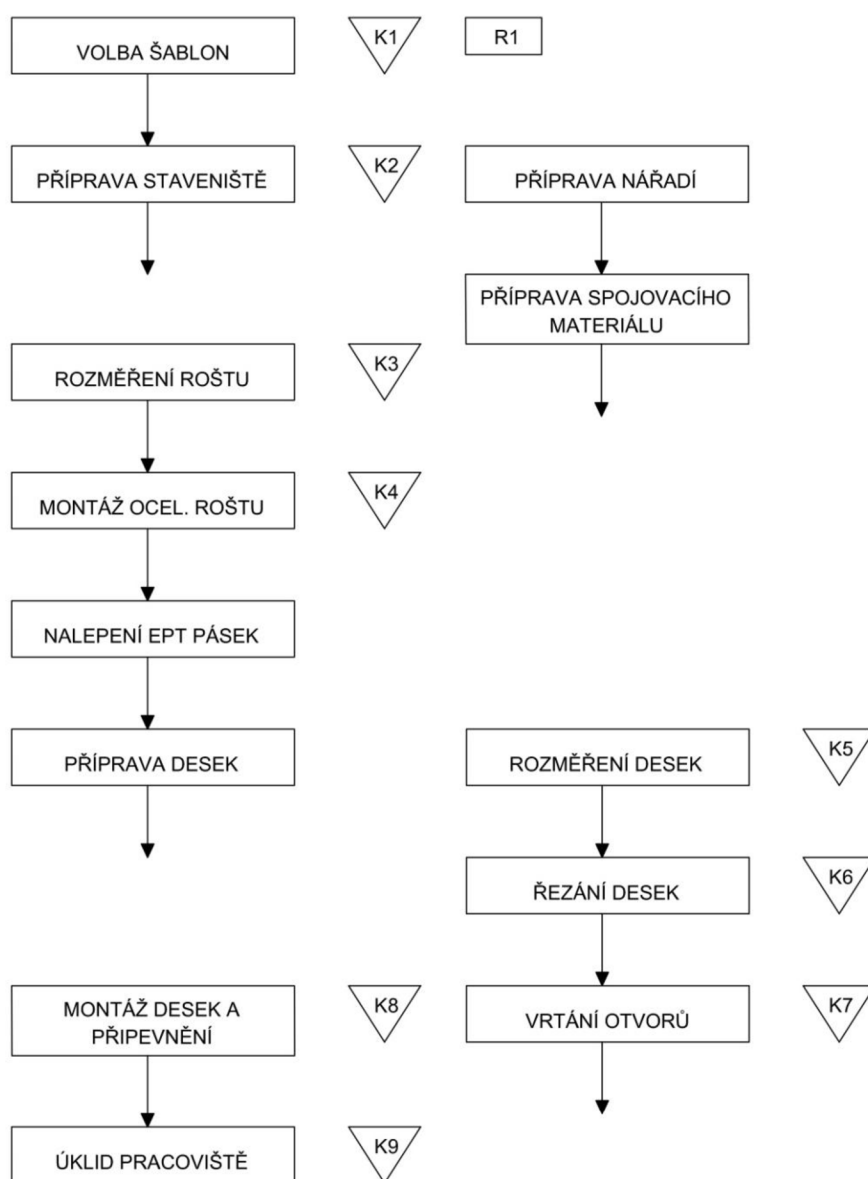 VOLBA ŠABLON
K1
R1
PŘÍPRAVA STAVENIŠTĚ
K2
PŘÍPRAVA NÁŘADÍ
PŘÍPRAVA SPOJOVACÍHO
MATERIÁLU
ROZMĚŘENÍ ROŠTU
K3
MONTÁŽ OCEL. ROŠTU
K4
NALEPENÍ EPT PÁSEK
PŘÍPRAVA DESEK
ROZMĚŘENÍ DESEK
K5
ŘEZÁNÍ DESEK
K6
MONTÁŽ DESEK A
PŘIPEVNĚNÍ
K8
VRTÁNÍ OTVORŮ
K7
ÚKLID PRACOVIŠTĚ
K9